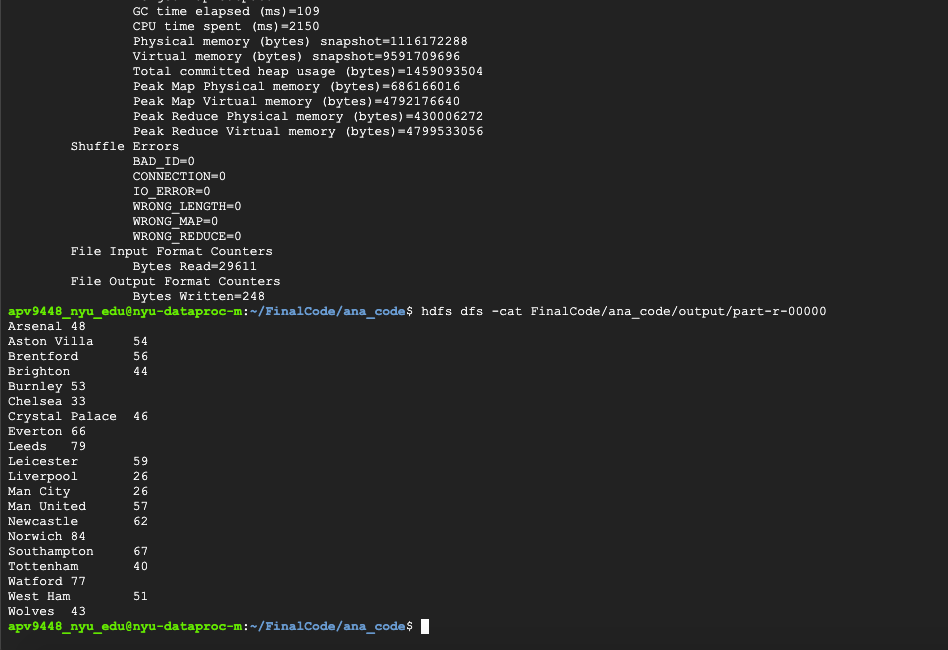 GC time elapsed (ms)=109
CPU time spent (ms)=2150
Physical memory (bytes) snapshot=1116172288
Virtual memory (bytes) snapshot=9591709696
Total committed heap usage (bytes)=1459093504
Peak Map Physical memory (bytes)=686166016
Peak Map Virtual memory (bytes)=4792176640
Peak Reduce Physical memory (bytes)=430006272
Peak Reduce Virtual memory (bytes)=4799533056
Shuffle Errors
BAD_ID=0
CONNECTION=0
IO_ERROR=0
WRONG_LENGTH=0
WRONG_MAP=0
WRONG_REDUCE=0
File Input Format Counters
Bytes Read=29611
File Output Format Counters
Bytes Written=248
apv9448_nyu_edu@nyu-dataproc-m:~/FinalCode/ana_code$ hdfs dfs -cat FinalCode/ana_code/output/part-r-00000
Arsenal 48
Aston Villa 54
Brentford 56
Brighton 44
Burnley 53
Chelsea 33
Crystal Palace 46
Everton 66
Leeds 79
Leicester 59
Liverpool 26
Man City 26
Man United 57
Newcastle 62
Norwich 84
Southampton 67
Tottenham 40
Watford 77
West Ham 51
Wolves 43
apv9448_nyu_edu@nyu-dataproc-m:~/FinalCode/ana_code$